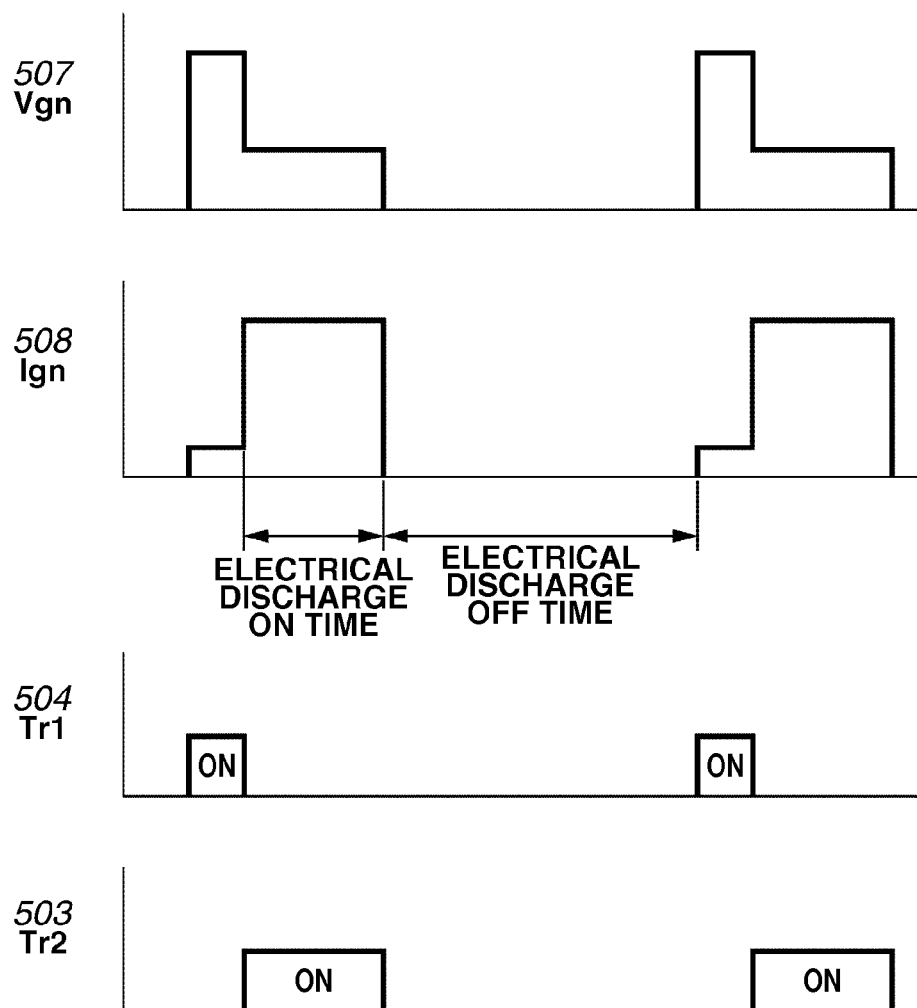 507
Vgn
508
Ign
ELECTRICAL
DISCHARGE
ON TIME
ELECTRICAL
DISCHARGE
OFF TIME
504
Tr1
ON
ON
503
Tr2
ON
ON